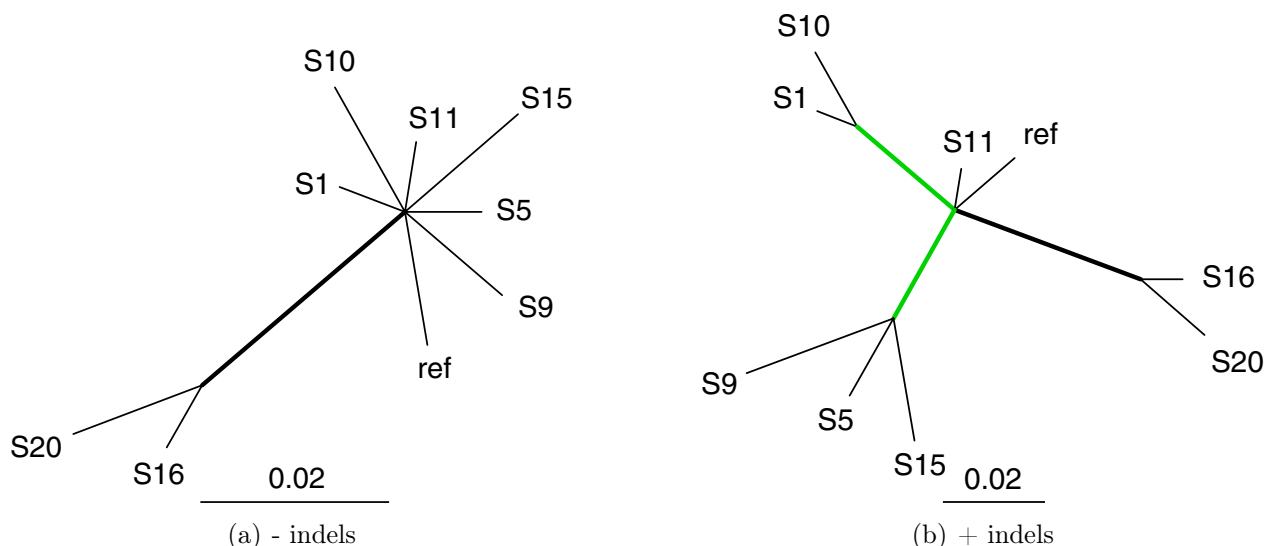 S10
S15
S11
S1
S5
S9
ref
S20
S16
0.02
(a) - indels
S10
S1
S11
ref
S16
S20
S9
S5
S15
0.02
(b) + indels